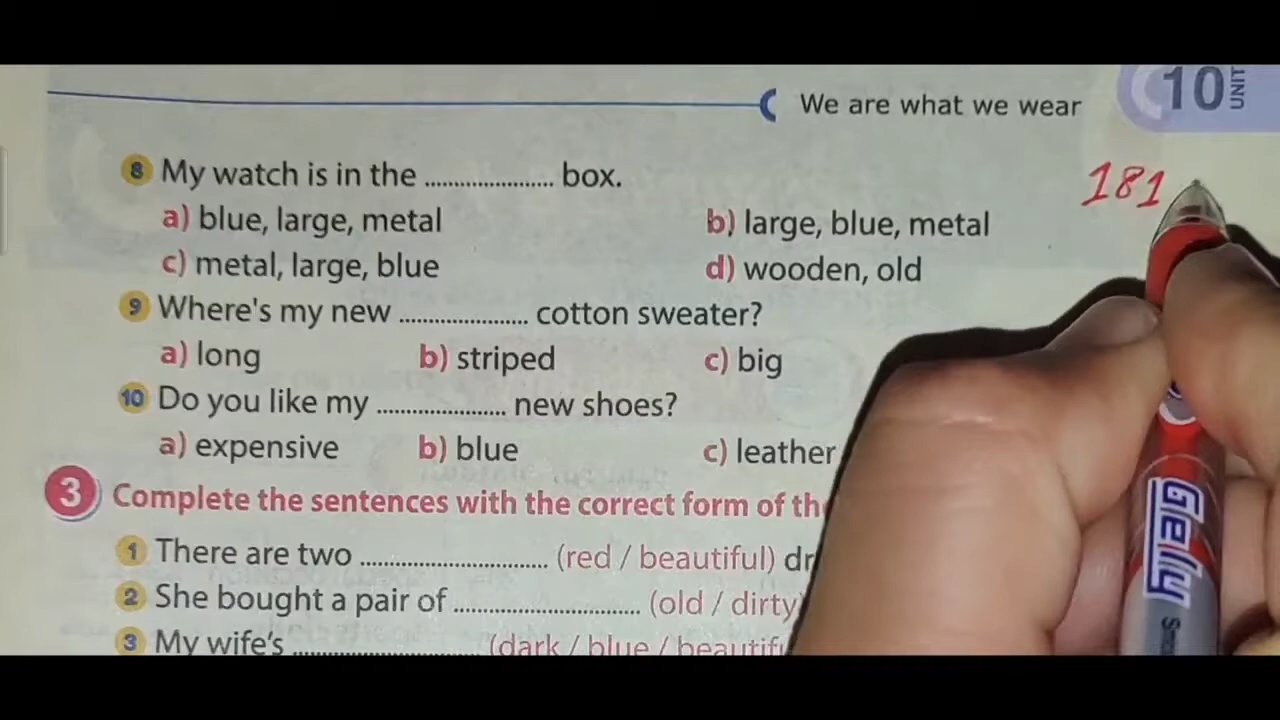 We are what we wear
10 UNIT
181
8 My watch is in the ..................... box.
a) blue, large, metal b) large, blue, metal
c) metal, large, blue d) wooden, old
9 Where's my new ..................... cotton sweater?
a) long b) striped c) big
10 Do you like my ..................... new shoes?
a) expensive b) blue c) leather
3 Complete the sentences with the correct form of
1 There are two ............................... (red / beautiful)
2 She bought a pair of ............................... (old / dirty
3 My wife's ............................... (dark / blue /
Gelly